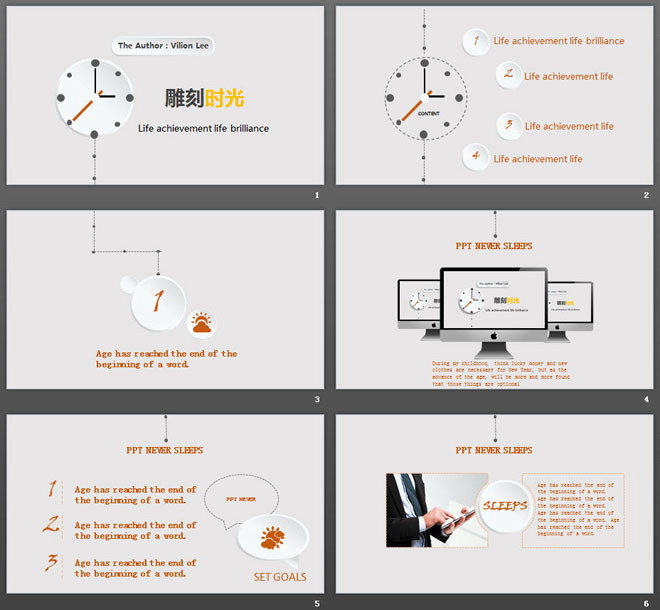 The Author : Vilion Lee
雕刻时光
Life achievement life brilliance
1
1
Life achievement life brilliance
2
Life achievement life
CONTENT
3
Life achievement life
4
Life achievement life
2
1
Age has reached the end of the
beginning of a word.
3
PPT NEVER SLEEPS
The author : Vilion Lee
雕刻时光
Life achievement life brilliance
During my childhood, think lucky money and new
clothes are necessary for New Year, but as the
advance of the age, will be more and more found
that those things are optional
4
PPT NEVER SLEEPS
1
Age has reached the end of
the beginning of a word.
2
Age has reached the end of
the beginning of a word.
3
Age has reached the end of
the beginning of a word.
PPT NEVER
SET GOALS
5
PPT NEVER SLEEPS
SLEEPS
Age has reached the end of
the beginning of a word.
Age has reached the end of
the beginning of a word.
Age has reached the end of
the beginning of a word. Age
has reached the end of the
beginning of a word.
6